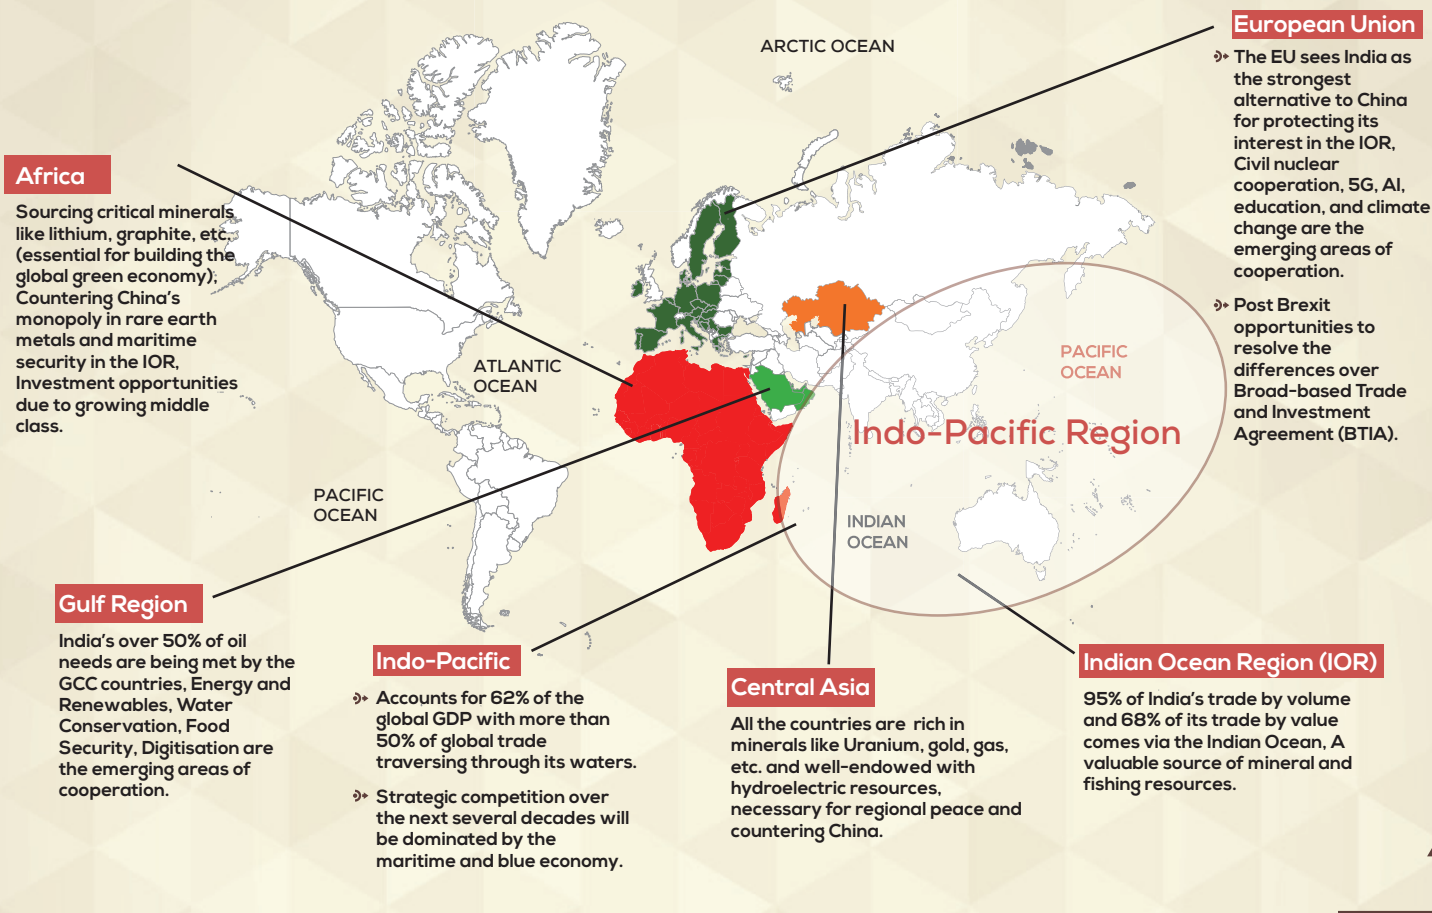 ARCTIC OCEAN
European Union
The EU sees India as
the strongest
alternative to China
for protecting its
interest in the IOR,
Civil nuclear
cooperation, 5G, AI,
education, and climate
change are the
emerging areas of
cooperation.
Post Brexit
opportunities to
resolve the
differences over
Broad-based Trade
and Investment
Agreement (BTIA).
Africa
Sourcing critical minerals
like lithium, graphite, etc.
(essential for building the
global green economy),
Countering China's
monopoly in rare earth
metals and maritime
security in the IOR,
Investment opportunities
due to growing middle
class.
ATLANTIC
OCEAN
PACIFIC
OCEAN
Indo-Pacific Region
PACIFIC
OCEAN
INDIAN
OCEAN
Gulf Region
India's over 50% of oil
needs are being met by the
GCC countries, Energy and
Renewables, Water
Conservation, Food
Security, Digitisation are
the emerging areas of
cooperation.
Indo-Pacific
Accounts for 62% of the
global GDP with more than
50% of global trade
traversing through its waters.
Strategic competition over
the next several decades will
be dominated by the
maritime and blue economy.
Central Asia
All the countries are rich in
minerals like Uranium, gold, gas,
etc. and well-endowed with
hydroelectric resources,
necessary for regional peace and
countering China.
Indian Ocean Region (IOR)
95% of India's trade by volume
and 68% of its trade by value
comes via the Indian Ocean, A
valuable source of mineral and
fishing resources.